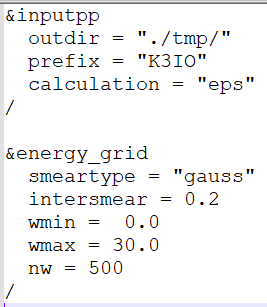 &inputpp
  outdir = "./tmp/"
  prefix = "K3IO"
  calculation = "eps"
/

&energy_grid
  smeartype = "gauss"
  intersmear = 0.2
  wmin =  0.0
  wmax = 30.0
  nw = 500
/